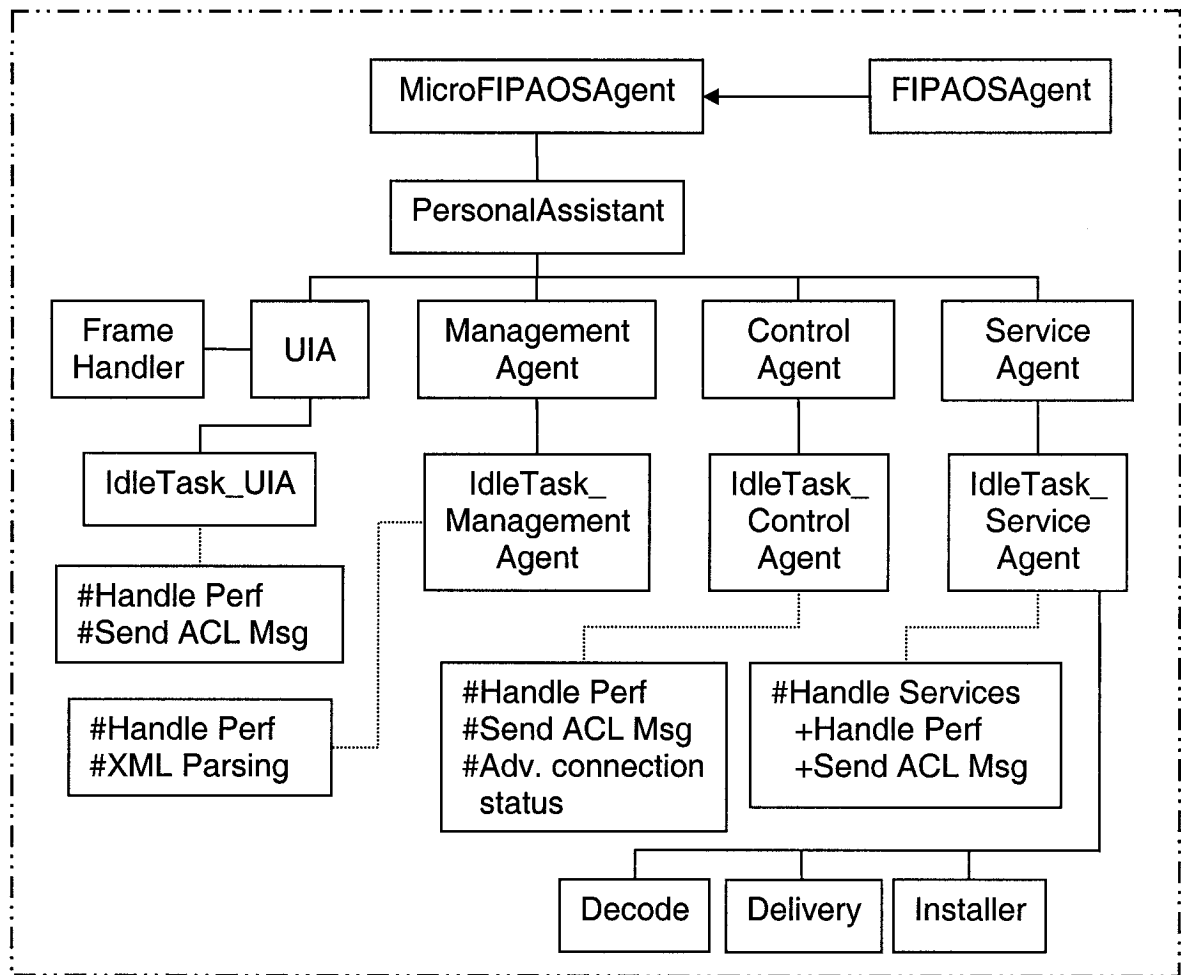 MicroFIPAOSAgent
FIPAOSAgent
PersonalAssistant
Frame
Handler
UIA
Management
Agent
Control
Agent
Service
Agent
IdleTask_UIA
IdleTask_
Management
Agent
IdleTask_
Control
Agent
IdleTask_
Service
Agent
#Handle Perf
#Send ACL Msg
#Handle Perf
#XML Parsing
#Handle Perf
#Send ACL Msg
#Adv. connection
status
#Handle Services
+Handle Perf
+Send ACL Msg
Decode
Delivery
Installer